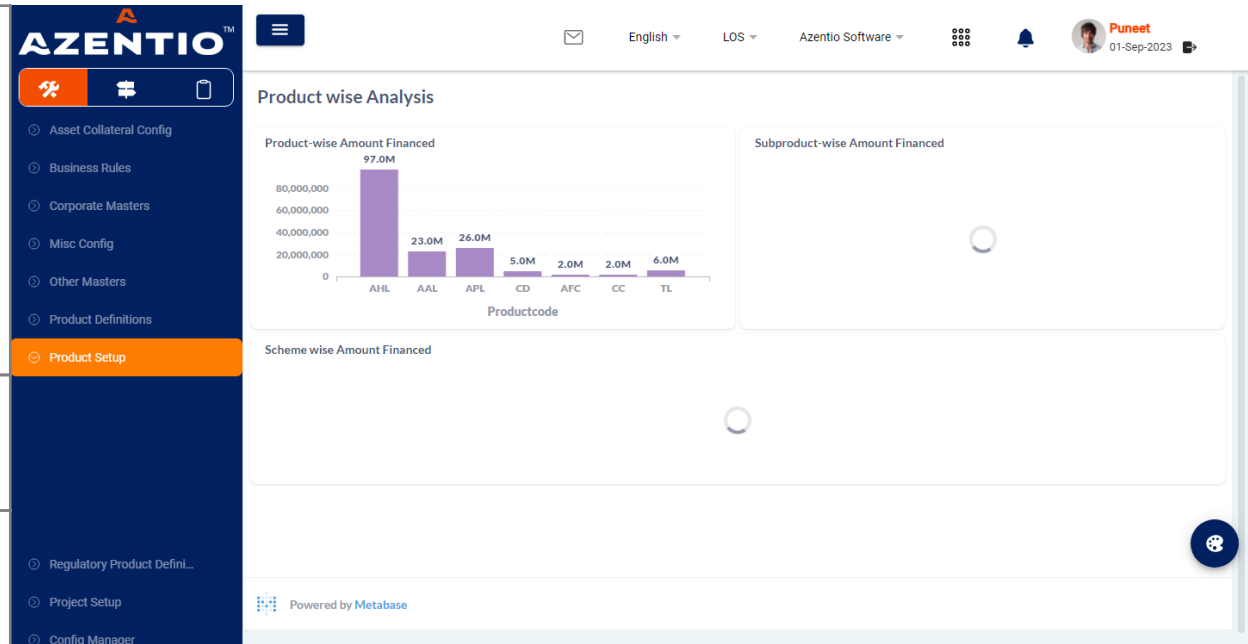 AZENTIO™
English
LOS
Azentio Software
Puneet
01-Sep-2023
Asset Collateral Config
Business Rules
Corporate Masters
Misc Config
Other Masters
Product Definitions
Product Setup
Regulatory Product Defini...
Project Setup
Config Manager
Product wise Analysis
Product-wise Amount Financed
97.0M
80,000,000
60,000,000
40,000,000
20,000,000
0
23.0M
26.0M
5.0M
2.0M
2.0M
6.0M
AHL
AAL
APL
CD
AFC
CC
TL
Productcode
Subproduct-wise Amount Financed
Scheme wise Amount Financed
Powered by Metabase